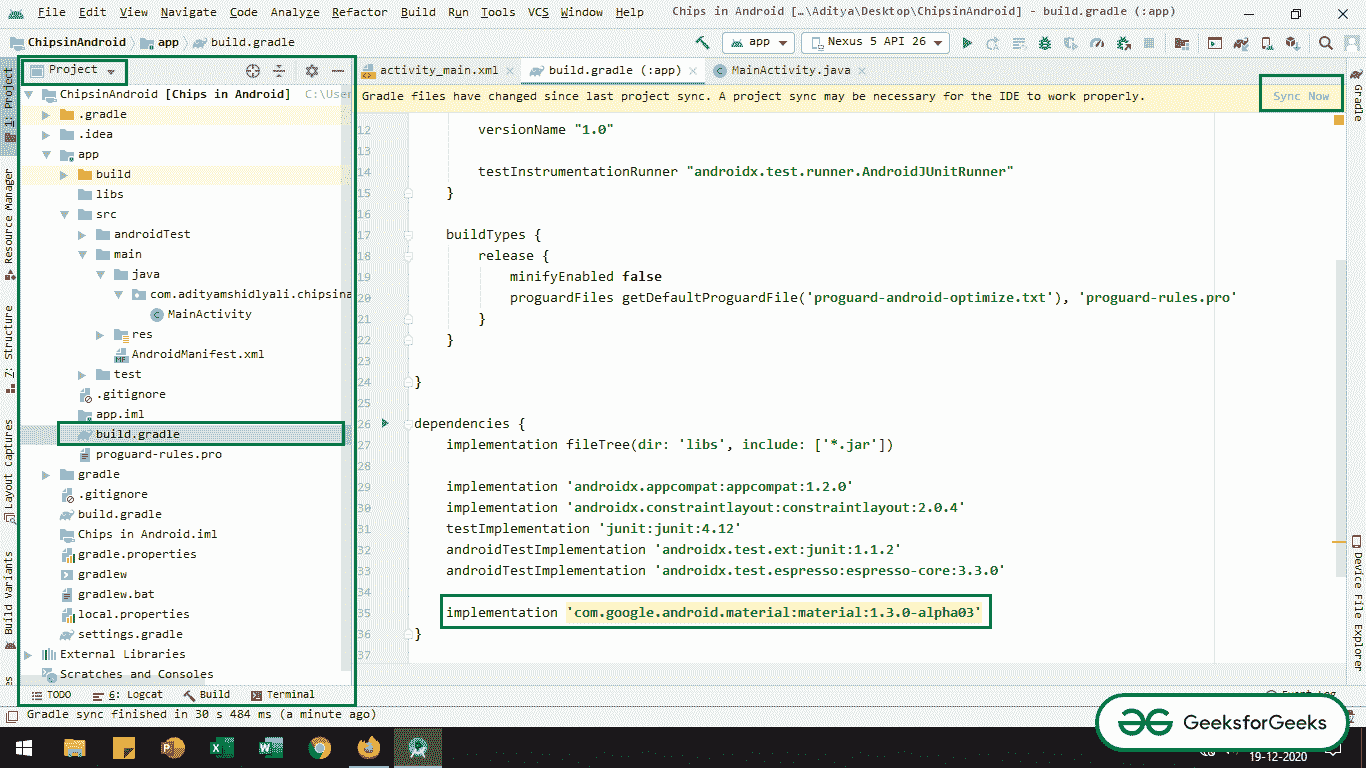 File Edit View Navigate Code Analyze Refactor Build Run Tools VCS Window Help Chips in Android [...\Aditya\Desktop\ChipsinAndroid] - build.gradle (:app)
ChipsinAndroid app build.gradle
app Nexus 5 API 26
Project
activity_main.xml build.gradle (:app) MainActivity.java
Gradle files have changed since last project sync. A project sync may be necessary for the IDE to work properly. Sync Now
ChipsinAndroid [Chips in Android] C:\User
.gradle
.idea
app
build
libs
src
androidTest
main
java
com.adityamshidlyali.chipsina
MainActivity
res
AndroidManifest.xml
test
.gitignore
app.iml
build.gradle
proguard-rules.pro
gradle
.gitignore
build.gradle
Chips in Android.iml
gradle.properties
gradlew
gradlew.bat
local.properties
settings.gradle
External Libraries
Scratches and Consoles
12 versionName "1.0"
13
14 testInstrumentationRunner "androidx.test.runner.AndroidJUnitRunner"
15 }
16
17 buildTypes {
18 release {
19 minifyEnabled false
20 proguardFiles getDefaultProguardFile('proguard-android-optimize.txt'), 'proguard-rules.pro'
21 }
22 }
23
24 }
25
26 dependencies {
27 implementation fileTree(dir: 'libs', include: ['*.jar'])
28
29 implementation 'androidx.appcompat:appcompat:1.2.0'
30 implementation 'androidx.constraintlayout:constraintlayout:2.0.4'
31 testImplementation 'junit:junit:4.12'
32 androidTestImplementation 'androidx.test.ext:junit:1.1.2'
33 androidTestImplementation 'androidx.test.espresso:espresso-core:3.3.0'
34
35 implementation 'com.google.android.material:material:1.3.0-alpha03'
36 }
37
1: Project
Resource Manager
Z: Structure
Layout Captures
Build Variants
Gradle
Device File Explorer
TODO 6: Logcat Build Terminal Event Log
Gradle sync finished in 30 s 484 ms (a minute ago)
GeeksforGeeks
19-12-2020